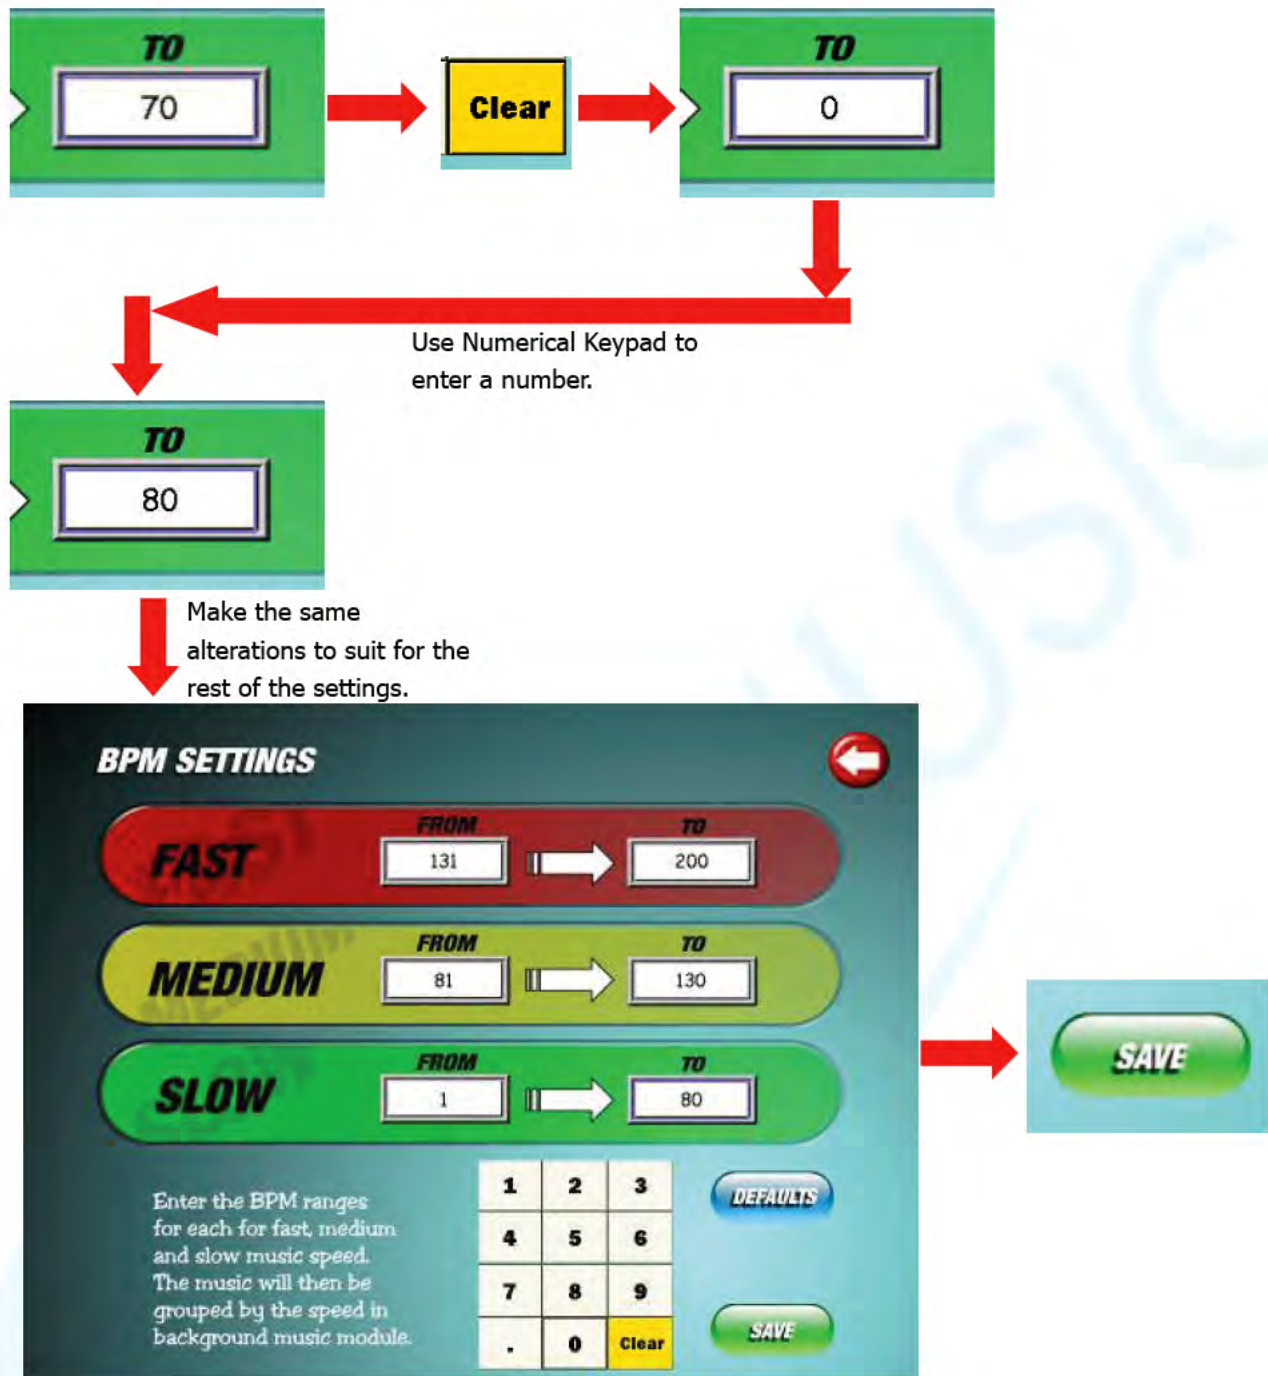 TO
70
Clear
TO
0
Use Numerical Keypad to
enter a number.
TO
80
Make the same
alterations to suit for the
rest of the settings.
BPM SETTINGS
FAST
FROM
131
TO
200
MEDIUM
FROM
81
TO
130
SLOW
FROM
1
TO
80
SAVE
Enter the BPM ranges
for each for fast, medium
and slow music speed.
The music will then be
grouped by the speed in
background music module.
1 2 3
4 5 6
7 8 9
. 0 Clear
DEFAULTS
SAVE